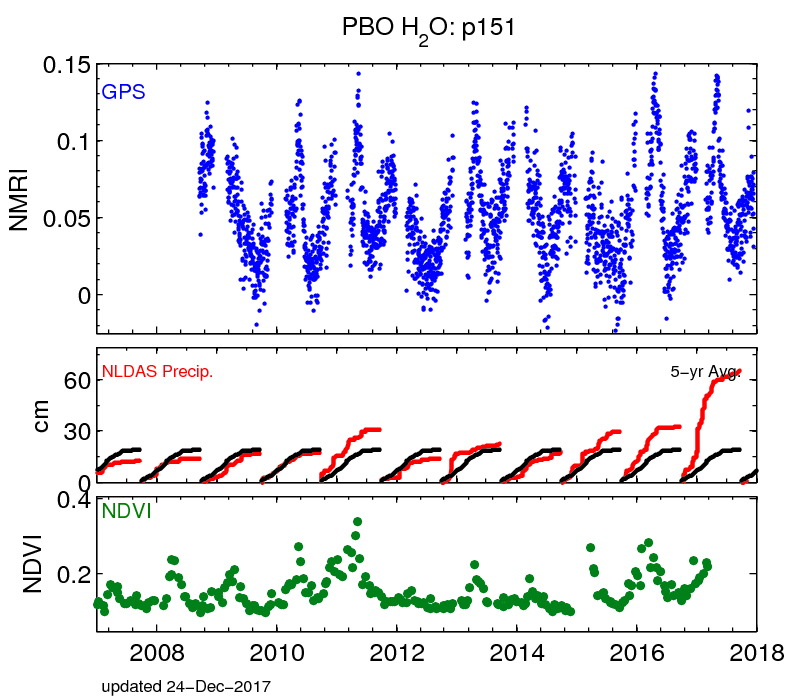 PBO H2O: p151
0.15
GPS
0.1
NMRI
0.05
0
NLDAS Precip. 5-yr Avg.
60
cm
30
0
0.4
NDVI
NDVI
0.2
2008 2010 2012 2014 2016 2018
updated 24-Dec-2017